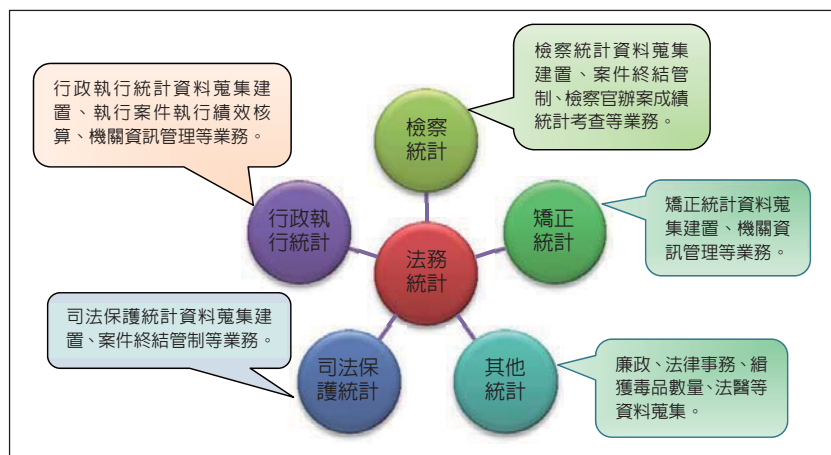 檢察統計資料蒐集
建置、案件終結管
制、檢察官辦案成績
統計考查等業務。
行政執行統計資料蒐集建
置、執行案件執行績效核
算、機關資訊管理等業務。
檢察
統計
行政執
行統計
矯正
統計
矯正統計資料蒐
集建置、機關資
訊管理等業務。
法務
統計
司法保護統計資料蒐集建
置、案件終結管制等業務。
司法保
護統計
其他
統計
廉政、法律事務、緝
獲毒品數量、法醫等
資料蒐集。